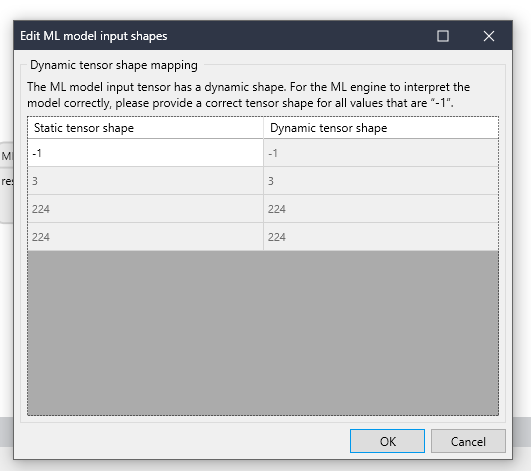 Edit ML model input shapes
Dynamic tensor shape mapping
The ML model input tensor has a dynamic shape. For the ML engine to interpret the
model correctly, please provide a correct tensor shape for all values that are “-1”.
Static tensor shape Dynamic tensor shape
-1 -1
3 3
224 224
224 224
OK Cancel